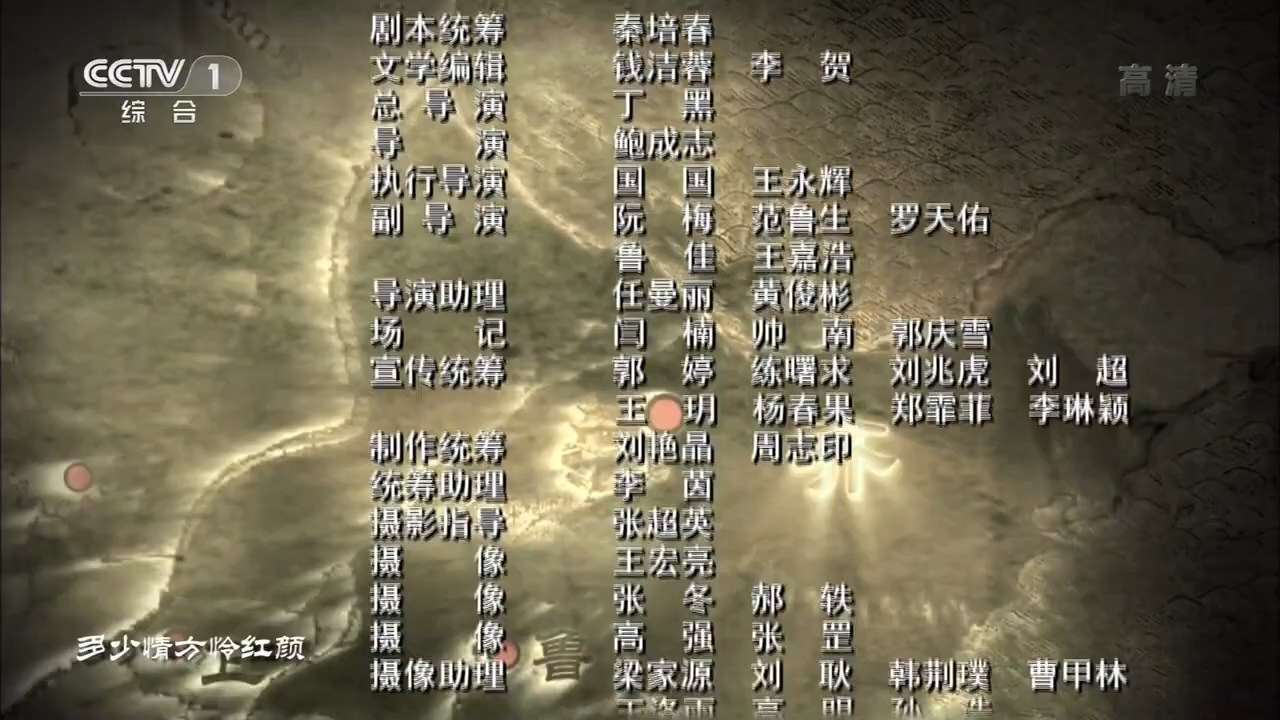 剧本统筹 秦培春
CCTV 1
综合
高清
文学编辑 钱洁蓉 李贺
总导演 丁黑
导演 鲍成志
执行导演 国国 王永辉
副导演 阮梅 范鲁生 罗天佑
鲁佳 王嘉浩
导演助理 任曼丽 黄俊彬
场记 闫楠 帅南 郭庆雪
宣传统筹 郭婷 练曙求 刘兆虎 刘超
王玥 杨春果 郑霏菲 李琳颖
制作统筹 刘艳晶 周志印
统筹助理 李茵
摄影指导 张超英
摄像 王宏亮
摄像 张冬 郝轶
摄像 高强 张罡
多少情方怜红颜
鲁
摄像助理 梁家源 刘耿 韩荆璞 曹甲林